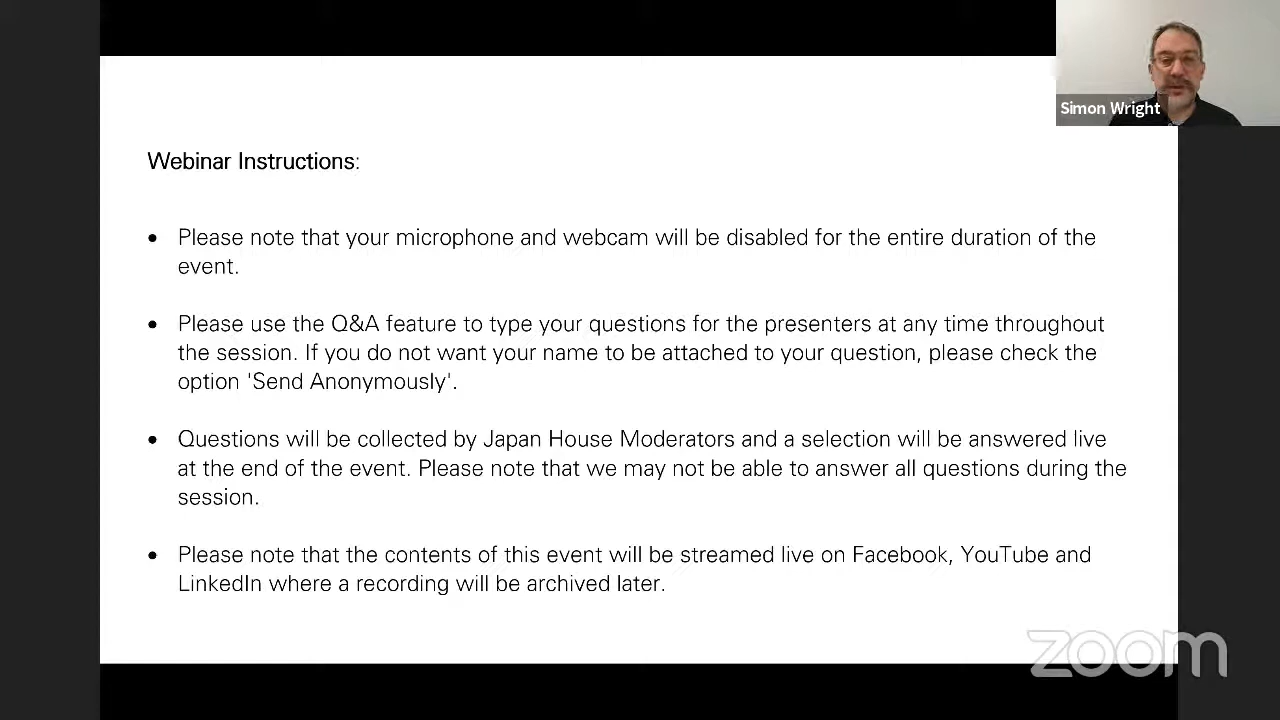 Simon Wright
Webinar Instructions:
• Please note that your microphone and webcam will be disabled for the entire duration of the
event.
• Please use the Q&A feature to type your questions for the presenters at any time throughout
the session. If you do not want your name to be attached to your question, please check the
option 'Send Anonymously'.
• Questions will be collected by Japan House Moderators and a selection will be answered live
at the end of the event. Please note that we may not be able to answer all questions during the
session.
• Please note that the contents of this event will be streamed live on Facebook, YouTube and
LinkedIn where a recording will be archived later.
zoom